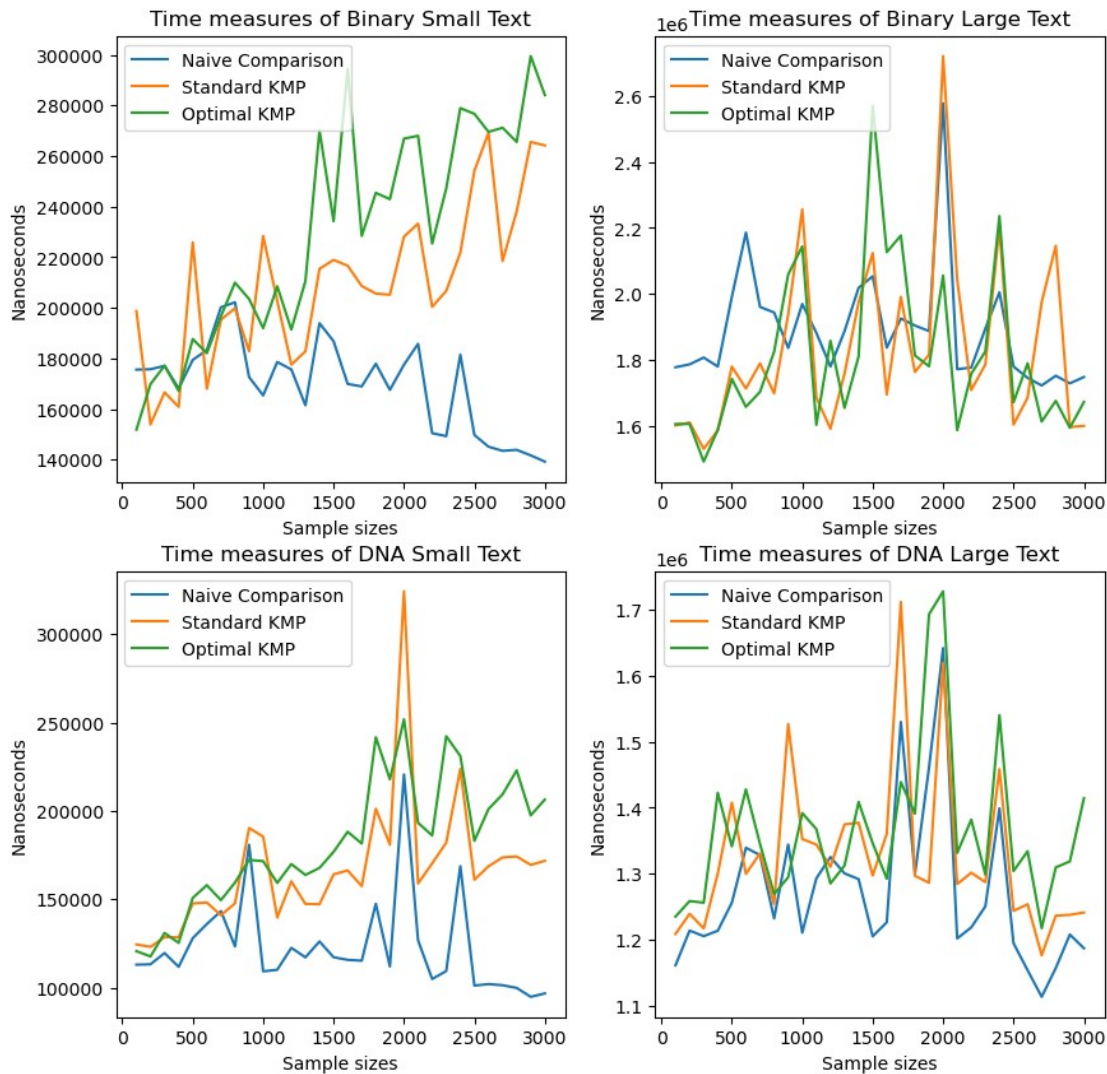 Time measures of Binary Small Text
Naive Comparison
Standard KMP
Optimal KMP
Nanoseconds
300000
280000
260000
240000
220000
200000
180000
160000
140000
0 500 1000 1500 2000 2500 3000
Sample sizes
Time measures of Binary Large Text
1e6
Naive Comparison
Standard KMP
Optimal KMP
Nanoseconds
2.6
2.4
2.2
2.0
1.8
1.6
0 500 1000 1500 2000 2500 3000
Sample sizes
Time measures of DNA Small Text
Naive Comparison
Standard KMP
Optimal KMP
Nanoseconds
300000
250000
200000
150000
100000
0 500 1000 1500 2000 2500 3000
Sample sizes
Time measures of DNA Large Text
1e6
Naive Comparison
Standard KMP
Optimal KMP
Nanoseconds
1.7
1.6
1.5
1.4
1.3
1.2
1.1
0 500 1000 1500 2000 2500 3000
Sample sizes